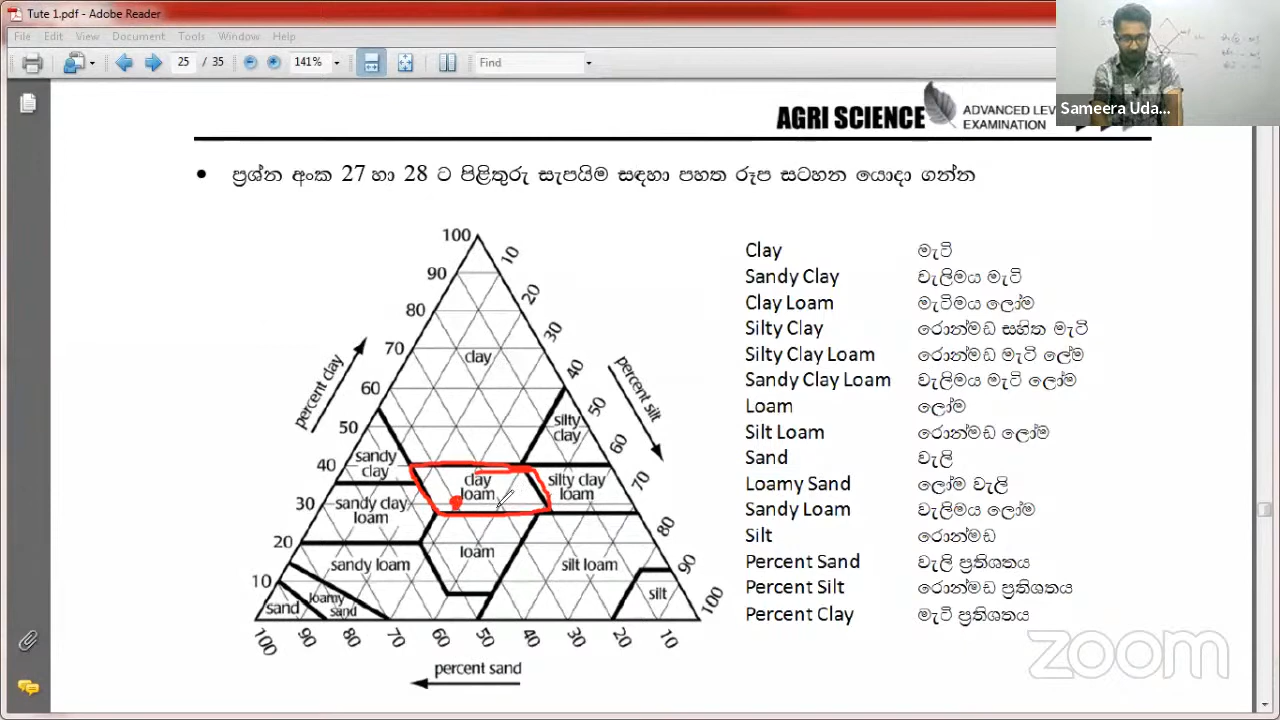 Tute 1.pdf - Adobe Reader
File Edit View Document Tools Window Help
25 / 35 141% Find
AGRI SCIENCE
ADVANCED LEV
EXAMINATION
Sameera Uda...
• ප්‍රශ්න අංක 27 හා 28 ට පිළිතුරු සැපයීම සඳහා පහත රූප සටහන යොදා ගන්න
100
90
80
70
60
50
40
30
20
10
percent clay
10
20
30
40
50
60
70
80
90
100
percent silt
clay
silty
clay
sandy
clay
clay
loam
silty clay
loam
sandy clay
loam
loam
sandy loam
silt loam
silt
sand
loamy
sand
100 90 80 70 60 50 40 30 20 10
percent sand
Clay මැටි
Sandy Clay වැලිමය මැටි
Clay Loam මැටිමය ලෝම
Silty Clay රොන්මඩ සහිත මැටි
Silty Clay Loam රොන්මඩ මැටි ලෝම
Sandy Clay Loam වැලිමය මැටි ලෝම
Loam ලෝම
Silt Loam රොන්මඩ ලෝම
Sand වැලි
Loamy Sand ලෝම වැලි
Sandy Loam වැලිමය ලෝම
Silt රොන්මඩ
Percent Sand වැලි ප්‍රතිශතය
Percent Silt රොන්මඩ ප්‍රතිශතය
Percent Clay මැටි ප්‍රතිශතය
zoom